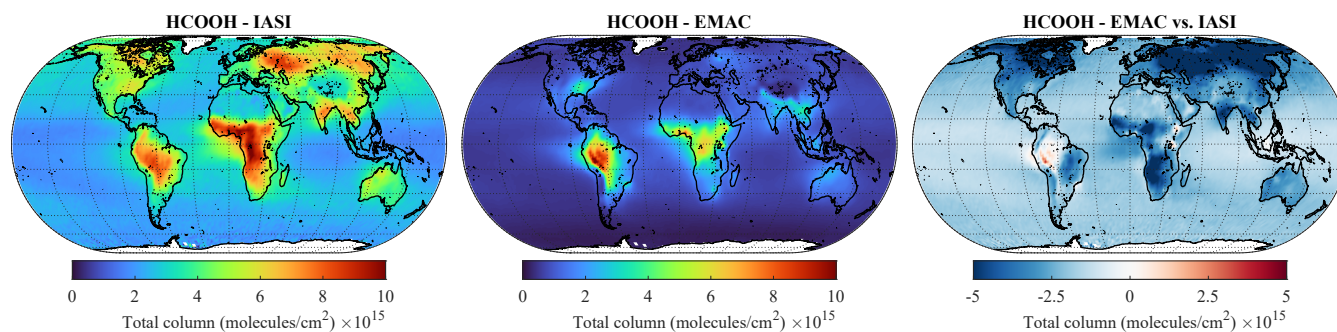 HCOOH - IASI
HCOOH - EMAC
HCOOH - EMAC vs. IASI
0 2 4 6 8 10
Total column (molecules/cm²) ×10¹⁵
0 2 4 6 8 10
Total column (molecules/cm²) ×10¹⁵
-5 -2.5 0 2.5 5
Total column (molecules/cm²) ×10¹⁵